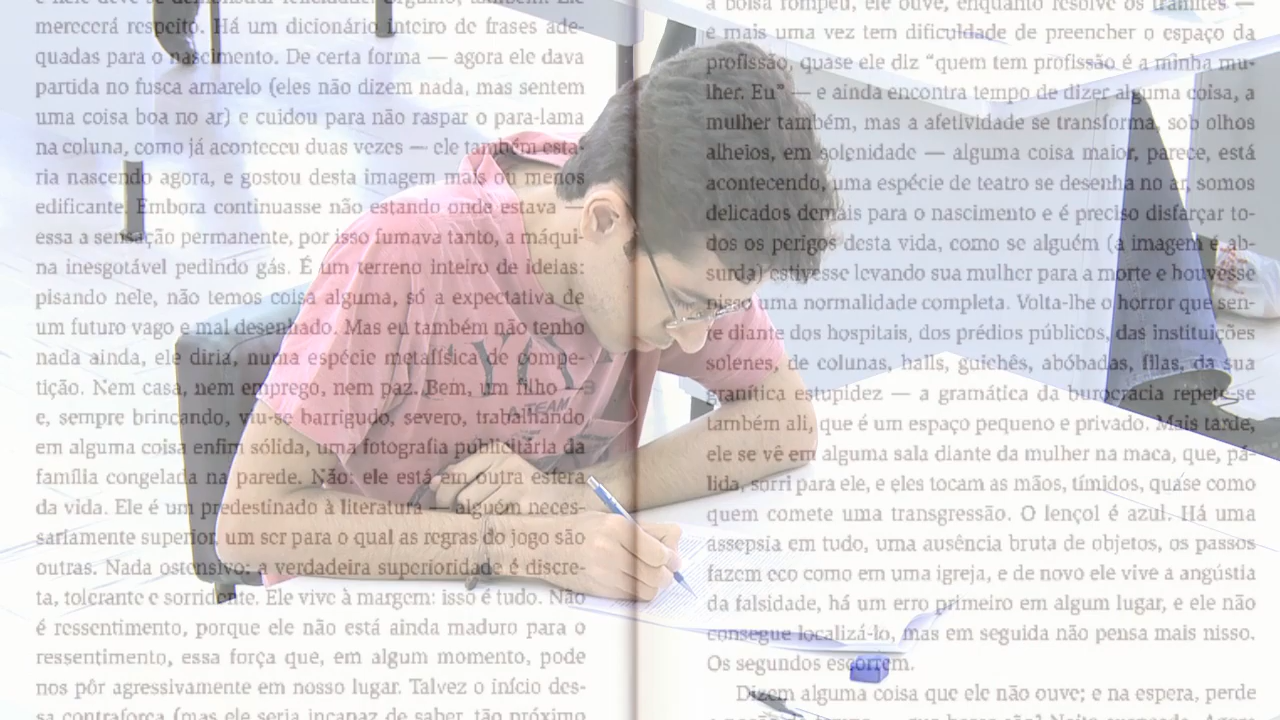 mercerá respeito. Há um dicionário inteiro de frases ade-
quadas para o nascimento. De certa forma — agora ele dava
partida no fusca amarelo (eles não dizem nada, mas sentem
uma coisa boa no ar) e cuidou para não raspar o para-lama
na coluna, como já aconteceu duas vezes — ele também esta-
ria nascendo agora, e gostou desta imagem mais ou menos
edificante. Embora continuasse não estando onde estava —
essa a sensação permanente, por isso fumava tanto, a máqui-
na inesgotável pedindo gás. É um terreno inteiro de ideias:
pisando nele, não temos coisa alguma, só a expectativa de
um futuro vago e mal desenhado. Mas eu também não tenho
nada ainda, ele diria, numa espécie metafísica de compe-
tição. Nem casa, nem emprego, nem paz. Bem, um filho — a
e, sempre brincando, viu-se barrigudo, severo, trabalhando
em alguma coisa enfim sólida, uma fotografia publicitária da
família congelada na parede. Não: ele está em outra esfera
da vida. Ele é um predestinado à literatura — alguém neces-
sariamente superior, um ser para o qual as regras do jogo são
outras. Nada ostensivo: a verdadeira superioridade é discre-
ta, tolerante e sorridente. Ele vive à margem: isso é tudo. Não
é ressentimento, porque ele não está ainda maduro para o
ressentimento, essa força que, em algum momento, pode
nos pôr agressivamente em nosso lugar. Talvez o início des-
sa contraforça (mas ele seria incapaz de saber, tão próximo
a bolsa rompeu, ele ouve, enquanto resolve os trâmites —
e mais uma vez tem dificuldade de preencher o espaço da
profissão, quase ele diz “quem tem profissão é a minha mu-
lher. Eu” — e ainda encontra tempo de dizer alguma coisa, a
mulher também, mas a afetividade se transforma, sob olhos
alheios, em solenidade — alguma coisa maior, parece, está
acontecendo, uma espécie de teatro se desenha no ar, somos
delicados demais para o nascimento e é preciso disfarçar to-
dos os perigos desta vida, como se alguém (a imagem é ab-
surda) estivesse levando sua mulher para a morte e houvesse
nisso uma normalidade completa. Volta-lhe o horror que sen-
te diante dos hospitais, dos prédios públicos, das instituições
solenes, de colunas, halls, guichês, abóbadas, filas, da sua
granítica estupidez — a gramática da burocracia repete-se
também ali, que é um espaço pequeno e privado. Mais tarde,
ele se vê em alguma sala diante da mulher na maca, que, pá-
lida, sorri para ele, e eles tocam as mãos, tímidos, quase como
quem comete uma transgressão. O lençol é azul. Há uma
assepsia em tudo, uma ausência bruta de objetos, os passos
fazem eco como em uma igreja, e de novo ele vive a angústia
da falsidade, há um erro primeiro em algum lugar, e ele não
consegue localizá-lo, mas em seguida não pensa mais nisso.
Os segundos escorrem.
Dizem alguma coisa que ele não ouve; e na espera, perde
TEAM